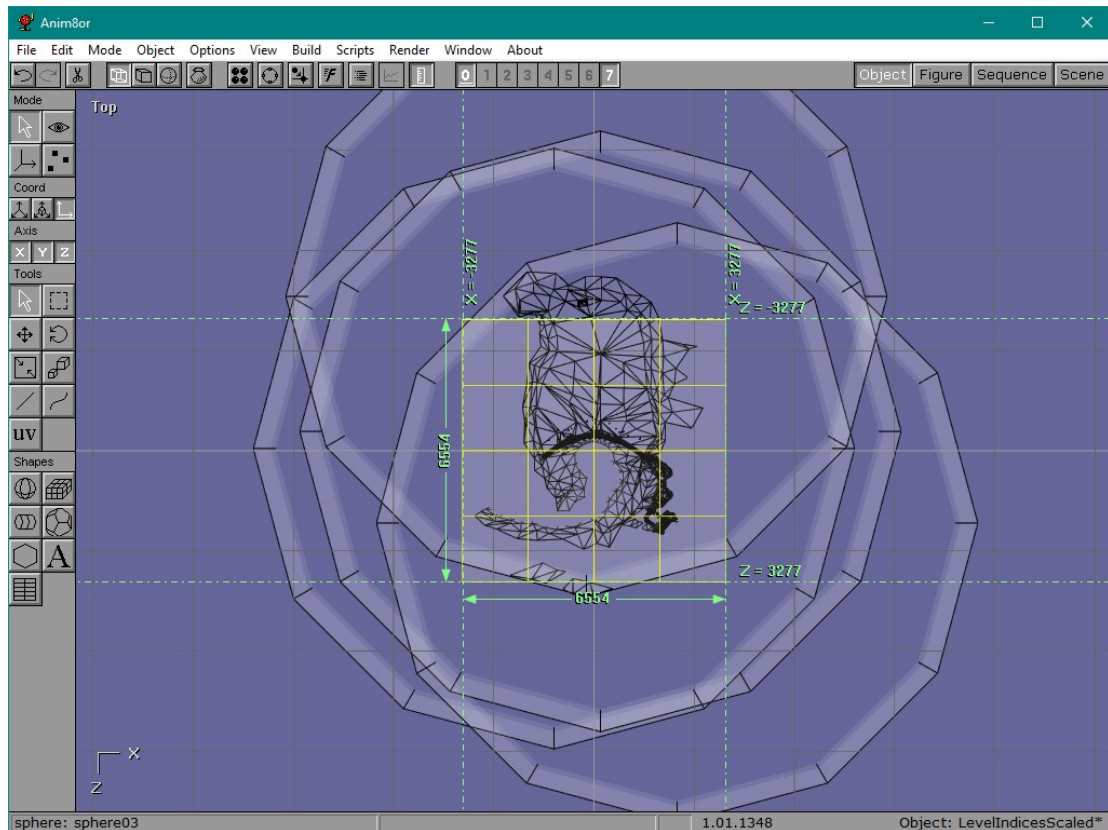 Anim8or
File Edit Mode Object Options View Build Scripts Render Window About
0 1 2 3 4 5 6 7
Object Figure Sequence Scene
Mode
Coord
Axis
X Y Z
Tools
UV
Shapes
A
Top
X = -3277
X = 3277
Z = -3277
6554
Z = 3277
6554
X
Z
sphere: sphere03
1.01.1348
Object: LevelIndicesScaled*